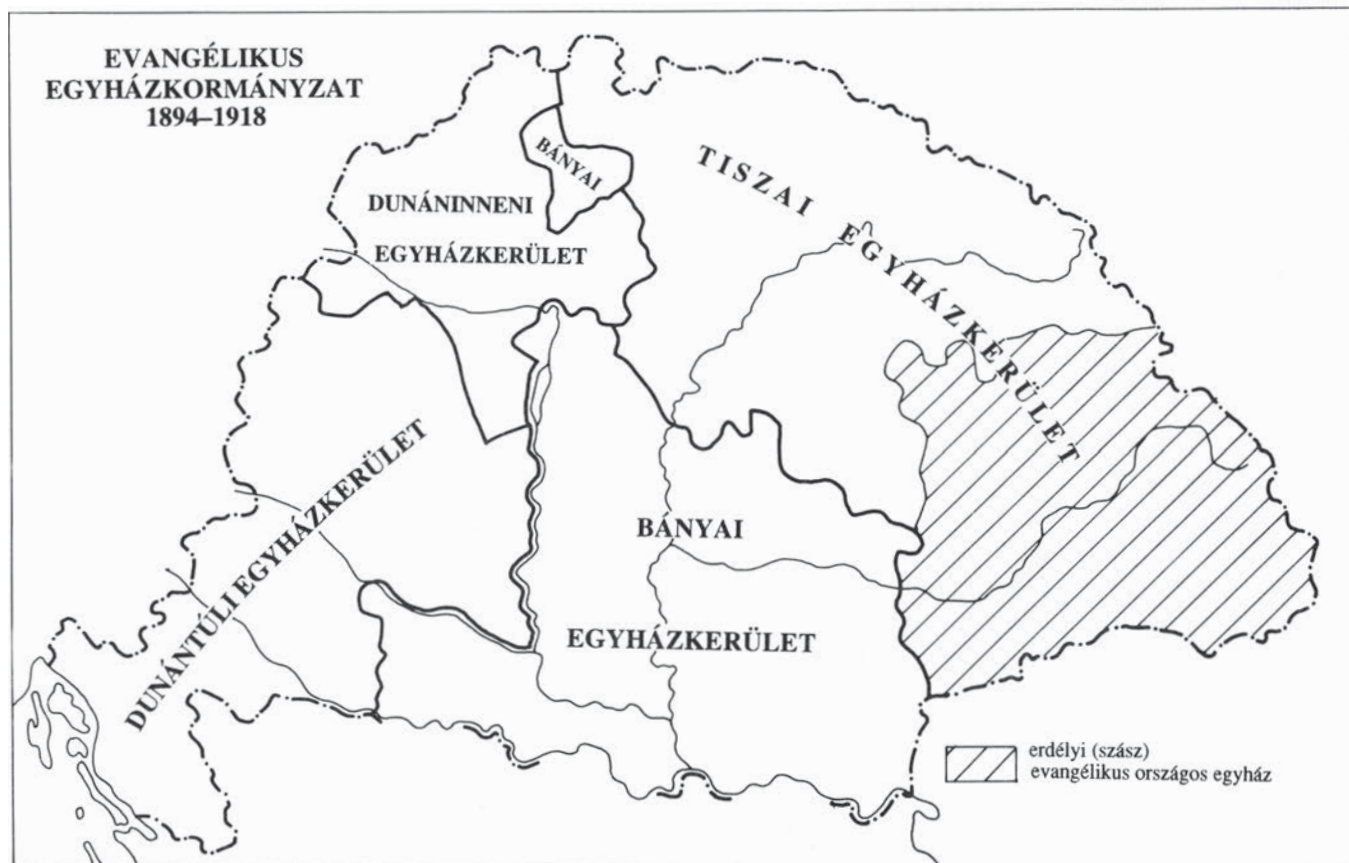 EVANGÉLIKUS
EGYHÁZKORMÁNYZAT
1894–1918
BÁNYAI
DUNÁNINNENI
EGYHÁZKERÜLET
TISZAI EGYHÁZKERÜLET
DUNÁNTÚLI EGYHÁZKERÜLET
BÁNYAI
EGYHÁZKERÜLET
erdélyi (szász)
evangélikus országos egyház